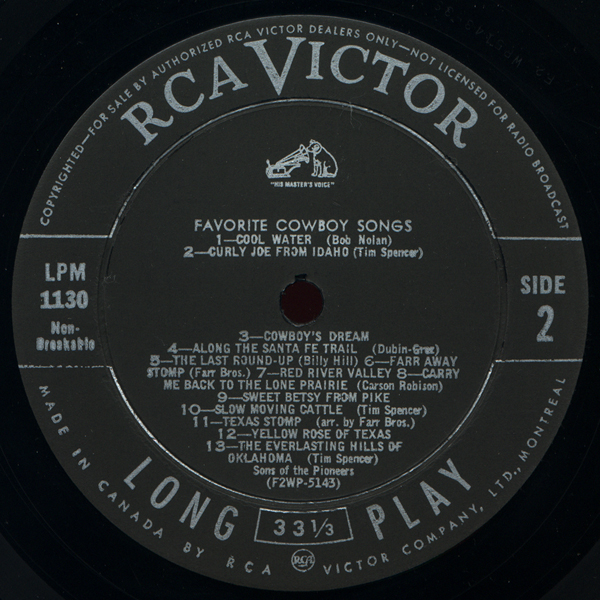 COPYRIGHTED—FOR SALE BY AUTHORIZED RCA VICTOR DEALERS ONLY—NOT LICENSED FOR RADIO BROADCAST
RCA VICTOR
"HIS MASTER'S VOICE"
FAVORITE COWBOY SONGS
1—COOL WATER (Bob Nolan)
2—CURLY JOE FROM IDAHO (Tim Spencer)
LPM
1130
Non-
Breakable
SIDE
2
3—COWBOY'S DREAM
4—ALONG THE SANTA FE TRAIL (Dubin-Grex)
5—THE LAST ROUND-UP (Billy Hill) 6—FARR AWAY
STOMP (Farr Bros.) 7—RED RIVER VALLEY 8—CARRY
ME BACK TO THE LONE PRAIRIE (Carson Robison)
9—SWEET BETSY FROM PIKE
10—SLOW MOVING CATTLE (Tim Spencer)
11—TEXAS STOMP (arr. by Farr Bros.)
12—YELLOW ROSE OF TEXAS
13—THE EVERLASTING HILLS OF
OKLAHOMA (Tim Spencer)
Sons of the Pioneers
(F2WP-5143)
LONG 33 1/3 PLAY
MADE IN CANADA BY RCA VICTOR COMPANY, LTD., MONTREAL
RCA